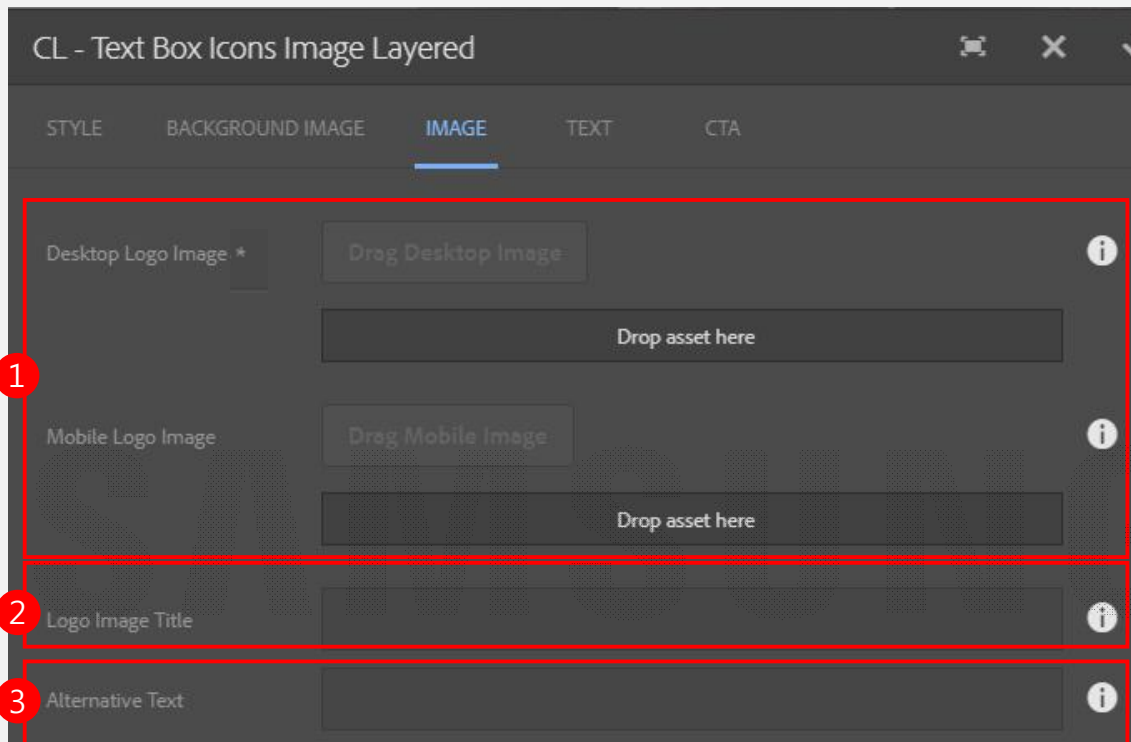 CL - Text Box Icons Image Layered
STYLE BACKGROUND IMAGE IMAGE TEXT CTA
Desktop Logo Image * Drag Desktop Image
Drop asset here
1
Mobile Logo Image Drag Mobile Image
Drop asset here
SAMSUNG
2 Logo Image Title
3 Alternative Text